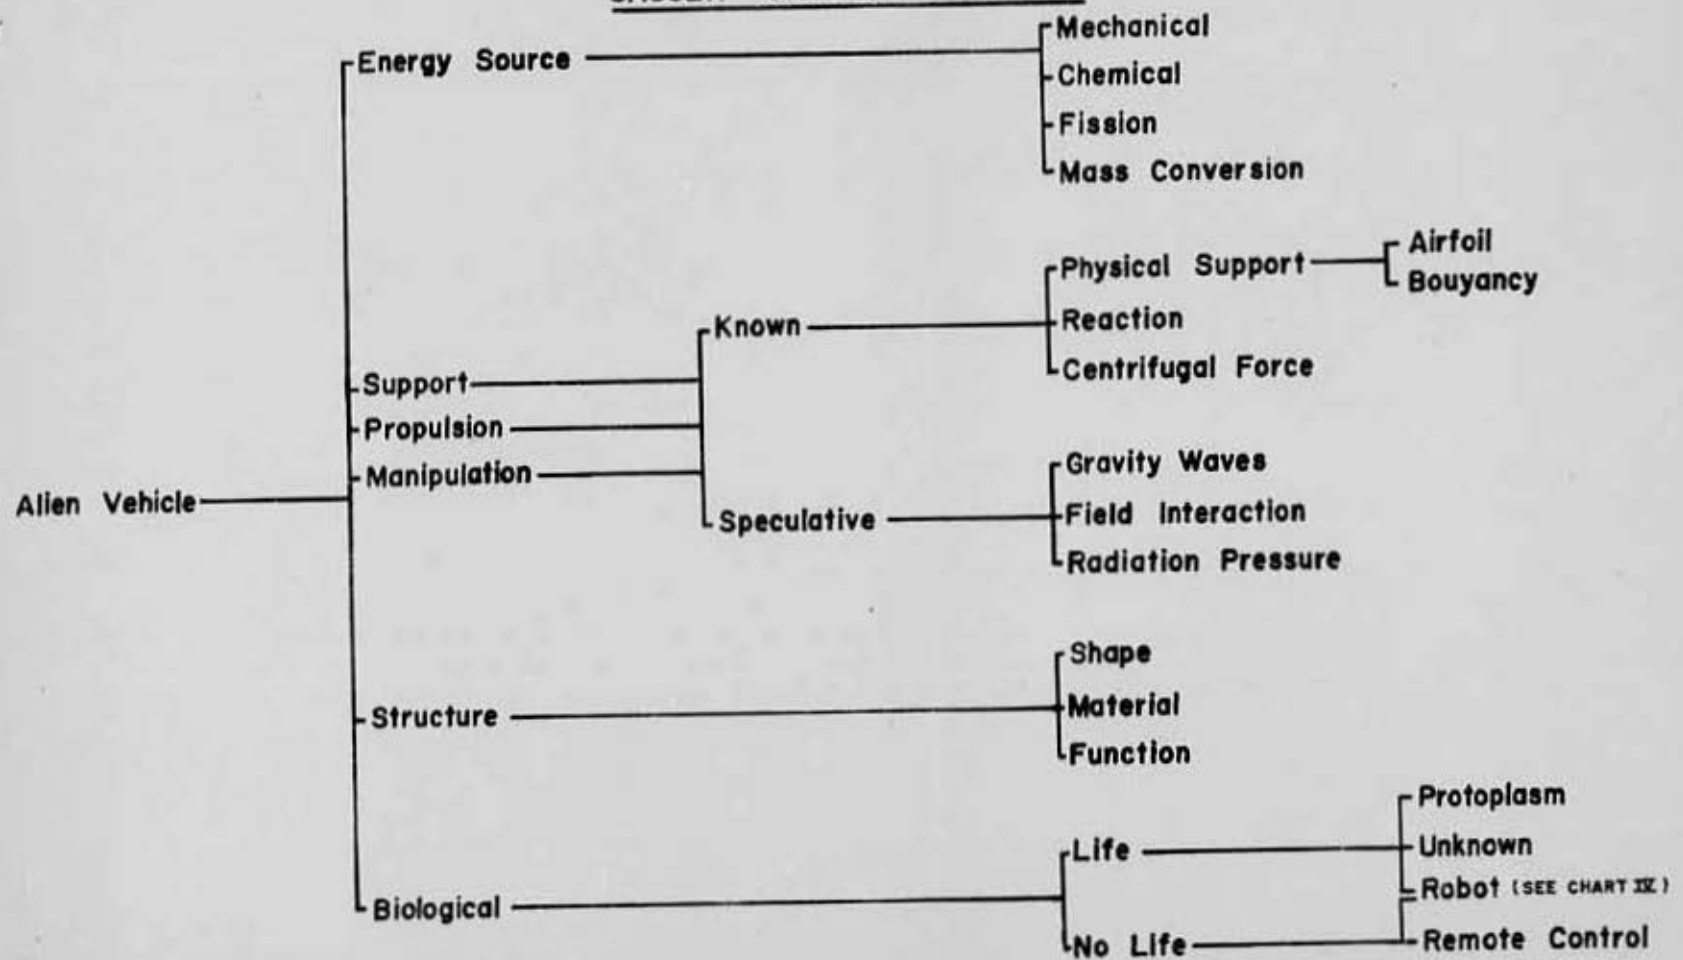 Mechanical
Energy Source
Chemical
Fission
Mass Conversion
Airfoil
Physical Support
Bouyancy
Known
Reaction
Centrifugal Force
Support
Propulsion
Gravity Waves
Manipulation
Alien Vehicle
Speculative
Field Interaction
Radiation Pressure
Shape
Structure
Material
Function
Protoplasm
Life
Unknown
Robot (SEE CHART IV)
Biological
No Life
Remote Control